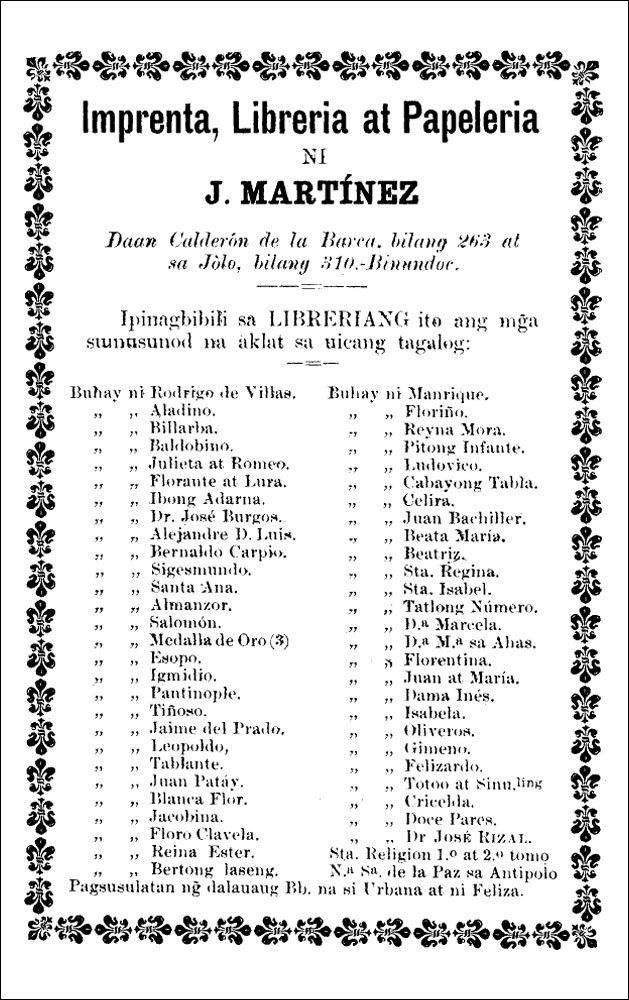 Imprenta, Libreria at Papeleria
NI
J. MARTÍNEZ
Daan Calderón de la Barca, bilang 263 at
sa Jòlo, bilang 310.-Binundoc.
Ipinagbibili sa LIBRERIANG ito ang mg̃a
sumusunod na aklat sa uicang tagalog:
Buhay ni Rodrigo de Villas.
„ „ Aladino.
„ „ Billarba.
„ „ Baldobino.
„ „ Julieta at Romeo.
„ „ Florante at Lura.
„ „ Ibong Adarna.
„ „ Dr. José Burgos.
„ „ Alejandre D. Luis.
„ „ Bernaldo Carpio.
„ „ Sigesmundo.
„ „ Santa Ana.
„ „ Almanzor.
„ „ Salomón.
„ „ Medalla de Oro (3)
„ „ Esopo.
„ „ Igmidio.
„ „ Pantinople.
„ „ Tiñoso.
„ „ Jaime del Prado.
„ „ Leopoldo,
„ „ Tablante.
„ „ Juan Patáy.
„ „ Blanca Flor.
„ „ Jacobina.
„ „ Floro Clavela.
„ „ Reina Ester.
„ „ Bertong laseng.
Buhay ni Manrique.
„ „ Floriño.
„ „ Reyna Mora.
„ „ Pitong Infante.
„ „ Ludovico.
„ „ Cabayong Tabla.
„ „ Celira.
„ „ Juan Bachiller.
„ „ Beata María.
„ „ Beatriz.
„ „ Sta. Regina.
„ „ Sta. Isabel.
„ „ Tatlong Número.
„ „ D.ª Marcela.
„ „ D.ª M.ª sa Ahas.
„ „ Florentina.
„ „ Juan at María.
„ „ Dama Inés.
„ „ Isabela.
„ „ Oliveros.
„ „ Gimeno.
„ „ Felizardo.
„ „ Totoo at Sinu.ling
„ „ Cricelda.
„ „ Doce Pares.
„ „ Dr JOSÉ RIZAL.
Sta. Religion 1.º at 2.º tomo
N.ª Sª. de la Paz sa Antipolo
Pagsusulatan ng̃ dalauang Bb. na si Urbana at ni Feliza.